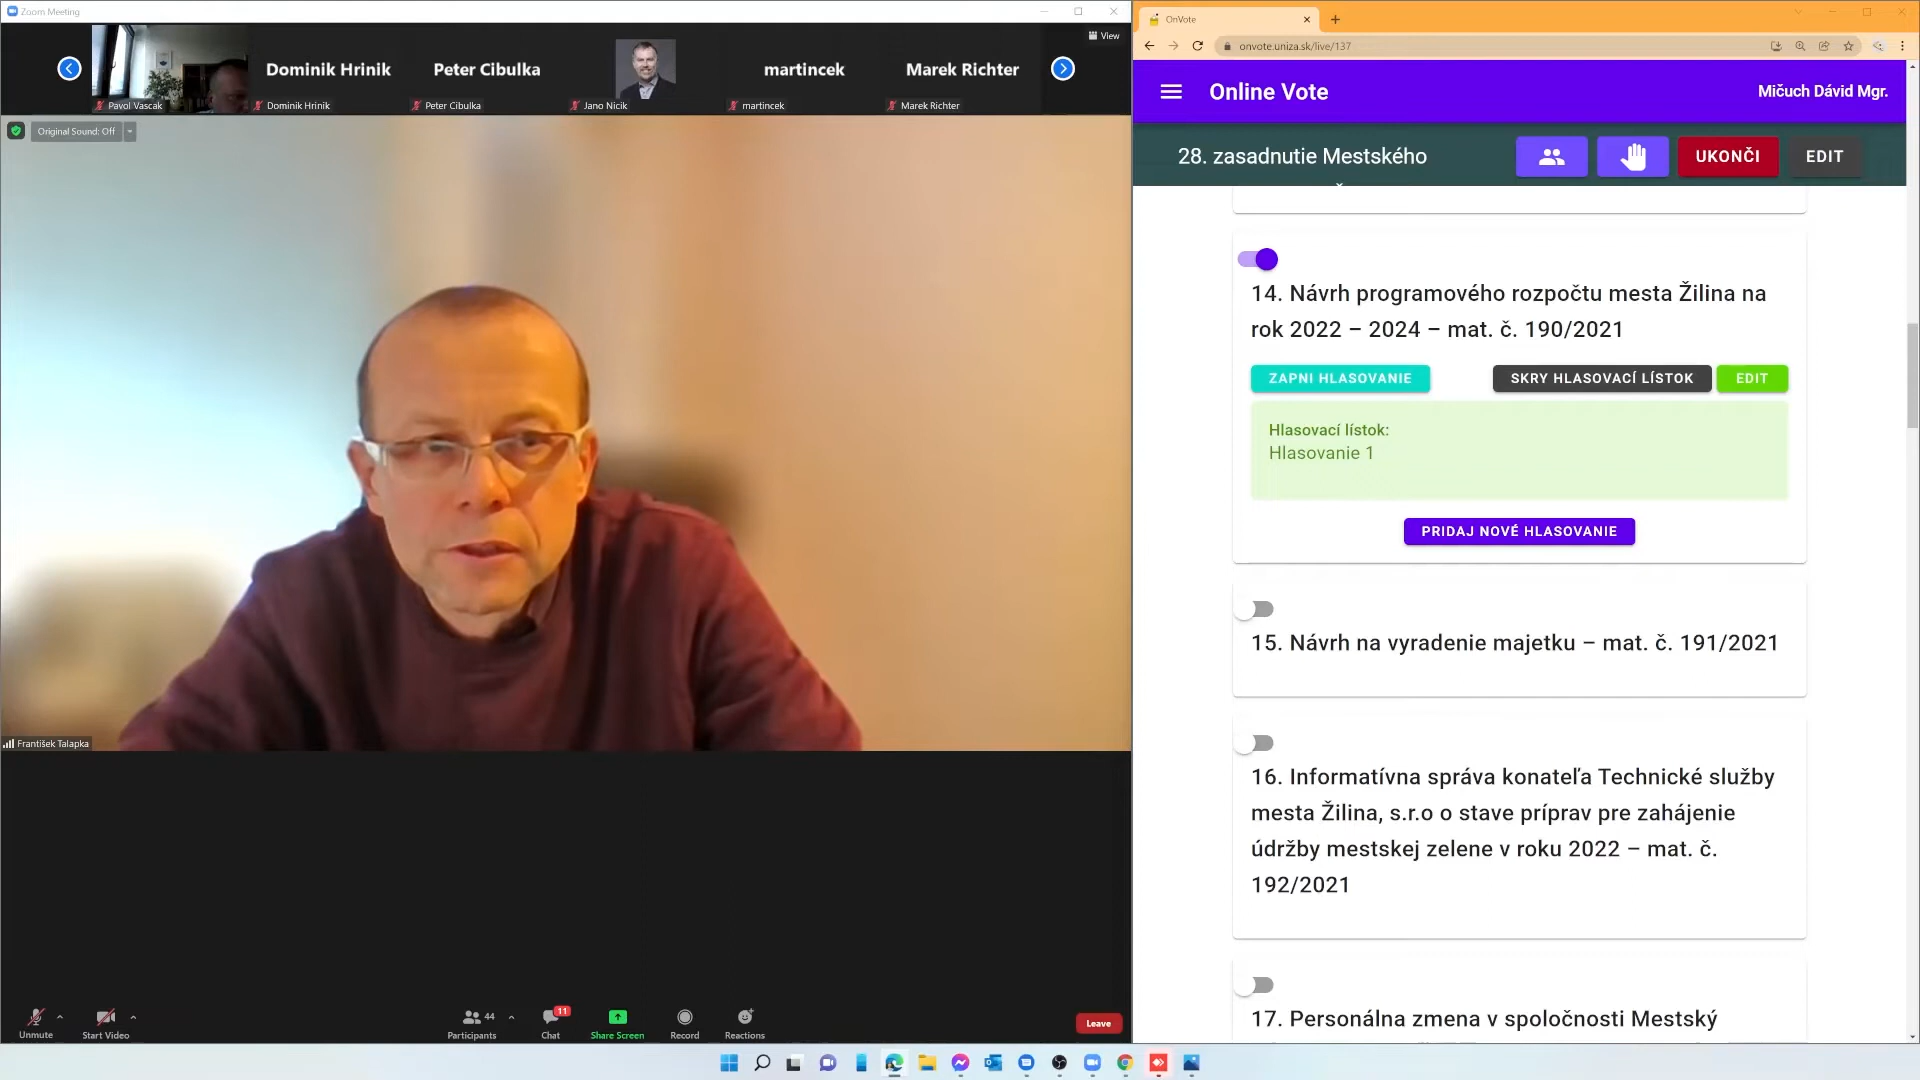 Zoom Meeting
View
Dominik Hrinik
Peter Cibulka
martincek
Marek Richter
Pavol Vascak
Dominik Hrinik
Peter Cibulka
Jano Nicik
martincek
Marek Richter
Original Sound: Off
František Talapka
Unmute
Start Video
44
Participants
11
Chat
Share Screen
Record
Reactions
Leave
OnVote
onvote.uniza.sk/live/137
Online Vote
Mičuch Dávid Mgr.
28. zasadnutie Mestského
UKONČI
EDIT
14. Návrh programového rozpočtu mesta Žilina na
rok 2022 – 2024 – mat. č. 190/2021
ZAPNI HLASOVANIE
SKRY HLASOVACÍ LÍSTOK
EDIT
Hlasovací lístok:
Hlasovanie 1
PRIDAJ NOVÉ HLASOVANIE
15. Návrh na vyradenie majetku – mat. č. 191/2021
16. Informatívna správa konateľa Technické služby
mesta Žilina, s.r.o o stave príprav pre zahájenie
údržby mestskej zelene v roku 2022 – mat. č.
192/2021
17. Personálna zmena v spoločnosti Mestský